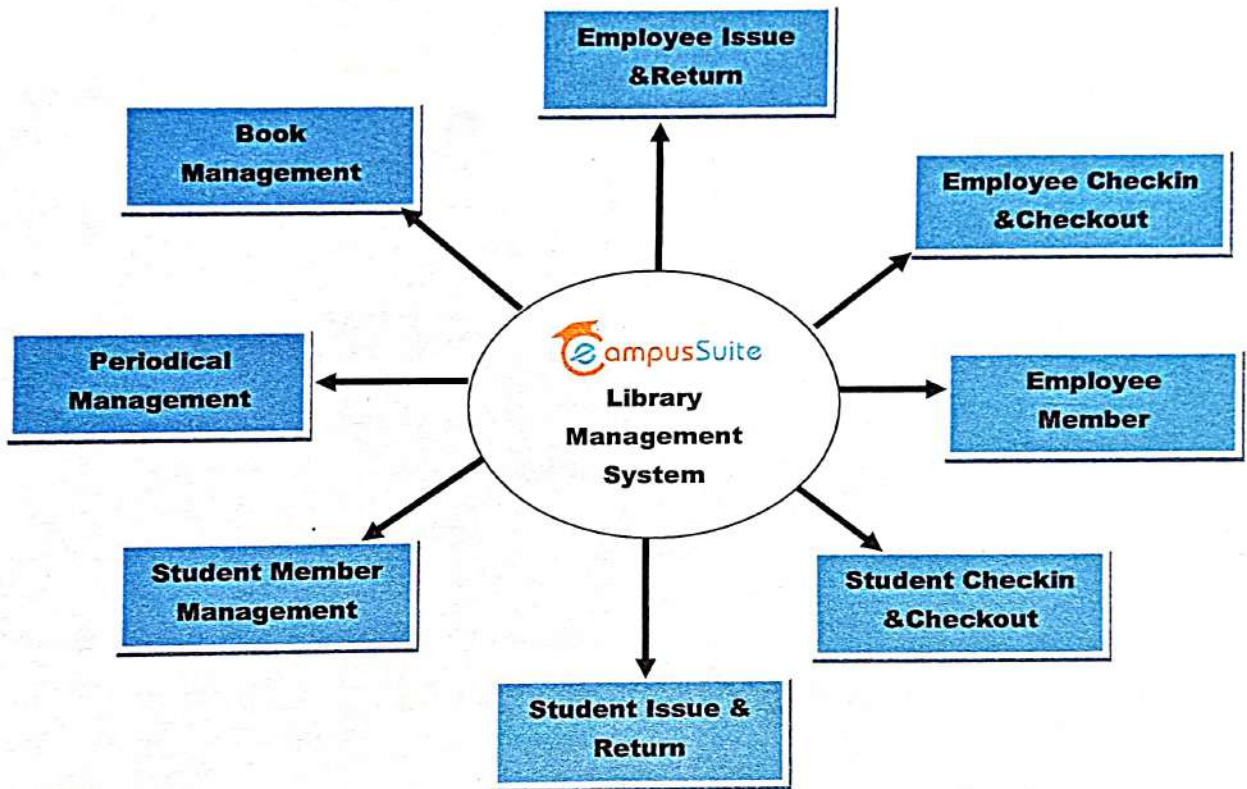 Employee Issue
&Return
Book
Management
Employee Checkin
&Checkout
Periodical
Management
eCampusSuite
Library
Management
System
Employee
Member
Student Member
Management
Student Checkin
&Checkout
Student Issue &
Return